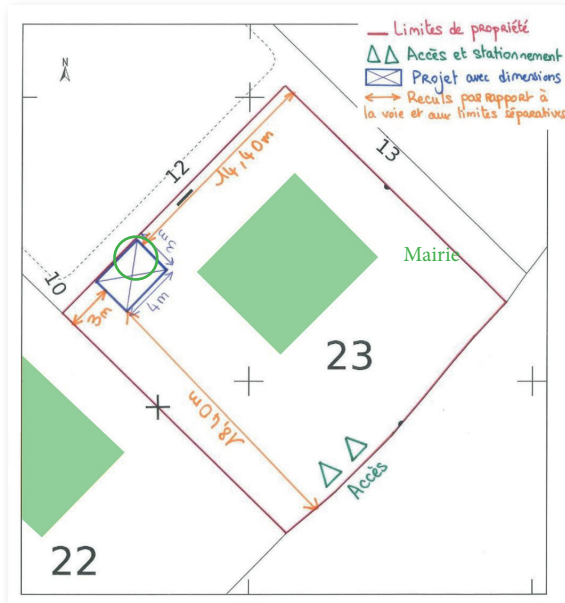 N
Limites de propriété
Accès et stationnement
Projet avec dimensions
Reculs par rapport à
la voie et aux limites séparatives
12
13
14,40m
3m
Mairie
10
4m
3m
23
18,40m
Accès
22